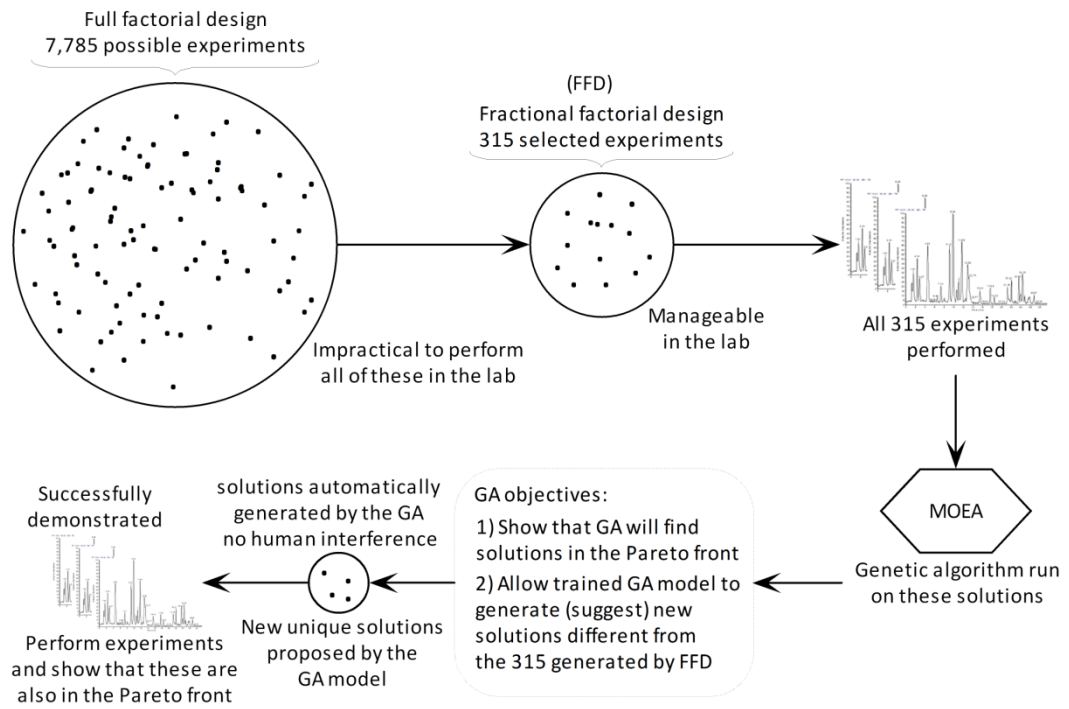 Full factorial design
7,785 possible experiments
(FFD)
Fractional factorial design
315 selected experiments
Impractical to perform
all of these in the lab
Manageable
in the lab
All 315 experiments
performed
MOEA
Genetic algorithm run
on these solutions
GA objectives:
1) Show that GA will find
solutions in the Pareto front
2) Allow trained GA model to
generate (suggest) new
solutions different from
the 315 generated by FFD
solutions automatically
generated by the GA
no human interference
New unique solutions
proposed by the
GA model
Successfully
demonstrated
Perform experiments
and show that these are
also in the Pareto front